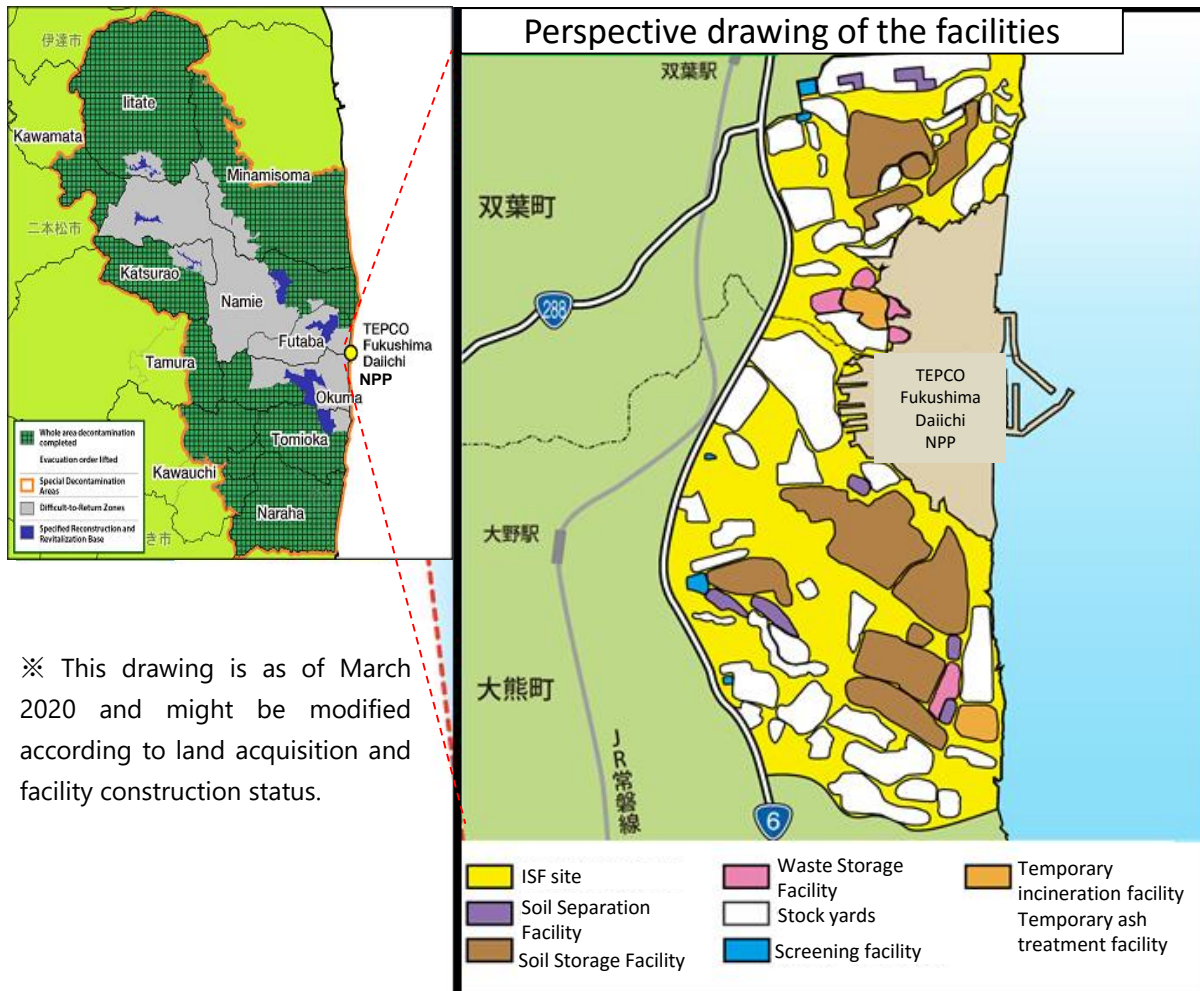 Perspective drawing of the facilities
伊達市
Iitate
Kawamata
Minamisoma
二本松市
Katsurao
Namie
Futaba
TEPCO
Fukushima
Daiichi
NPP
Tamura
Okuma
Tomioka
Kawauchi
Naraha
き市
Whole area decontamination
completed
Evacuation order lifted
Special Decontamination
Areas
Difficult-to-Return Zones
Specified Reconstruction and
Revitalization Base
※ This drawing is as of March
2020 and might be modified
according to land acquisition and
facility construction status.
双葉駅
双葉町
288
TEPCO
Fukushima
Daiichi
NPP
大野駅
大熊町
JR常磐線
6
ISF site
Soil Separation
Facility
Soil Storage Facility
Waste Storage
Facility
Stock yards
Screening facility
Temporary
incineration facility
Temporary ash
treatment facility